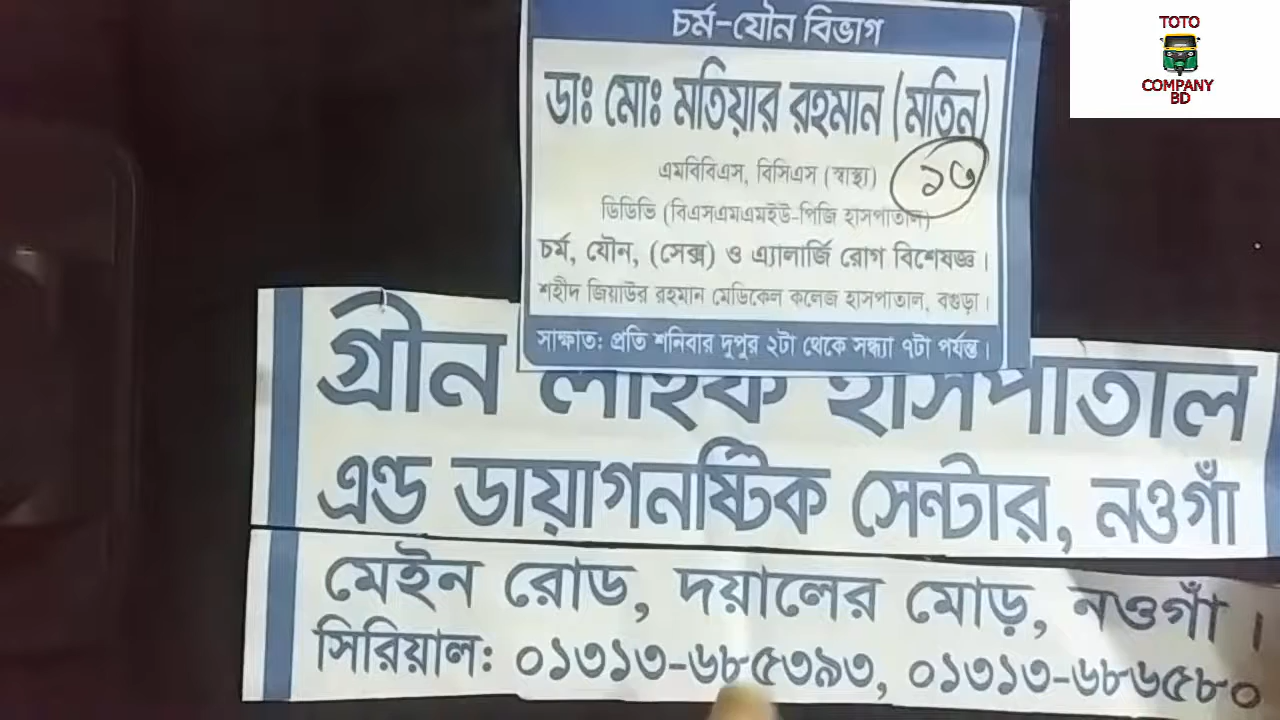 চর্ম-যৌন বিভাগ
ডাঃ মোঃ মতিয়ার রহমান (মতিন)
এমবিবিএস, বিসিএস (স্বাস্থ্য)
১৩
ডিডিভি (বিএসএমএমইউ-পিজি হাসপাতাল)
চর্ম, যৌন, (সেক্স) ও এ্যালার্জি রোগ বিশেষজ্ঞ।
শহীদ জিয়াউর রহমান মেডিকেল কলেজ হাসপাতাল, বগুড়া।
সাক্ষাত: প্রতি শনিবার দুপুর ২টা থেকে সন্ধ্যা ৭টা পর্যন্ত।
গ্রীন লাইফ হাসপাতাল
এন্ড ডায়াগনষ্টিক সেন্টার, নওগাঁ
মেইন রোড, দয়ালের মোড়, নওগাঁ।
সিরিয়াল: ০১৩১৩-৬৮৫৩৯৩, ০১৩১৩-৬৮৬৫৮০
TOTO
COMPANY
BD